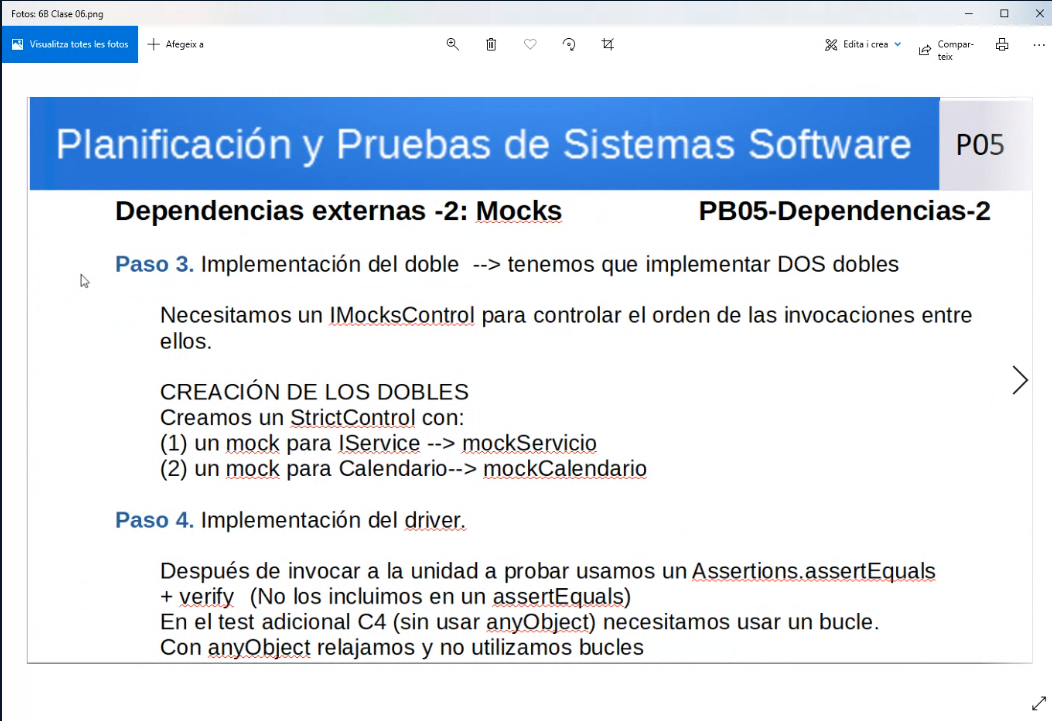 Fotos: 6B Clase 06.png
Visualitza totes les fotos
Afegeix a
Edita i crea
Compar-
teix
Planificación y Pruebas de Sistemas Software
P05
Dependencias externas -2: Mocks
PB05-Dependencias-2
Paso 3. Implementación del doble --> tenemos que implementar DOS dobles
Necesitamos un IMocksControl para controlar el orden de las invocaciones entre
ellos.
CREACIÓN DE LOS DOBLES
Creamos un StrictControl con:
(1) un mock para IService --> mockServicio
(2) un mock para Calendario--> mockCalendario
Paso 4. Implementación del driver.
Después de invocar a la unidad a probar usamos un Assertions.assertEquals
+ verify (No los incluimos en un assertEquals)
En el test adicional C4 (sin usar anyObject) necesitamos usar un bucle.
Con anyObject relajamos y no utilizamos bucles